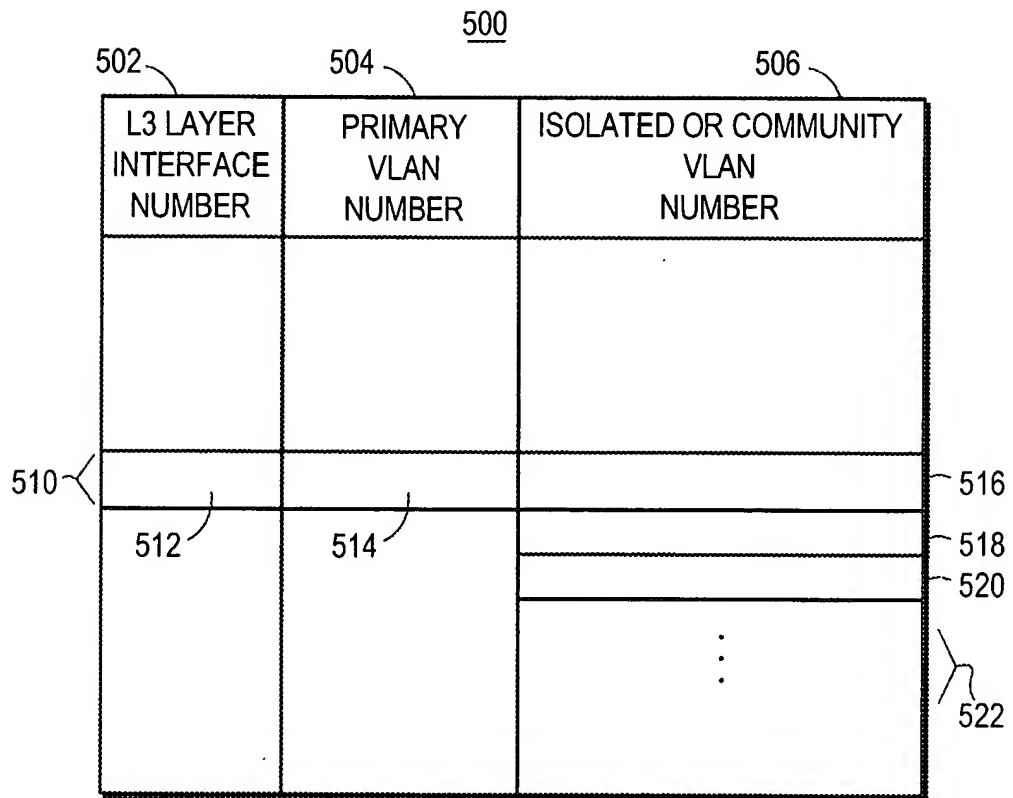 500
502
504
506
L3 LAYER
INTERFACE
NUMBER
PRIMARY
VLAN
NUMBER
ISOLATED OR COMMUNITY
VLAN
NUMBER
510
516
512
514
518
520
522